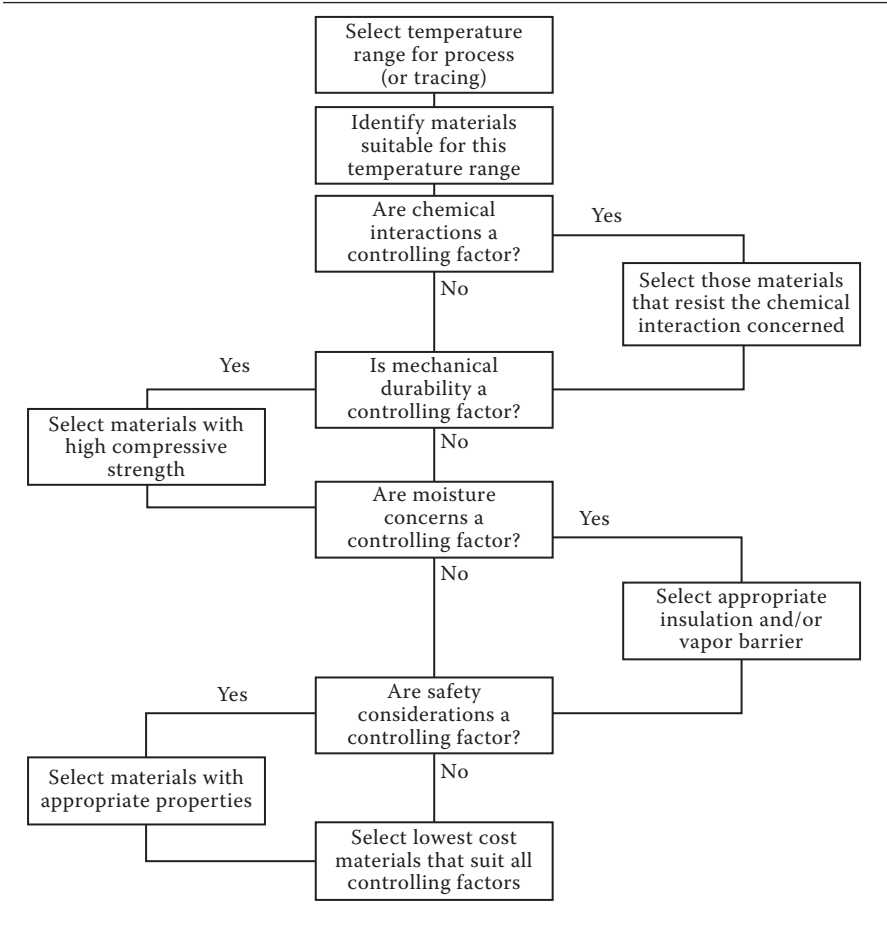 Select temperature
range for process
(or tracing)
Identify materials
suitable for this
temperature range
Are chemical
interactions a
controlling factor?
Yes
No
Select those materials
that resist the chemical
interaction concerned
Is mechanical
durability a
controlling factor?
Yes
No
Select materials with
high compressive
strength
Are moisture
concerns a
controlling factor?
Yes
No
Select appropriate
insulation and/or
vapor barrier
Are safety
considerations a
controlling factor?
Yes
No
Select materials with
appropriate properties
Select lowest cost
materials that suit all
controlling factors